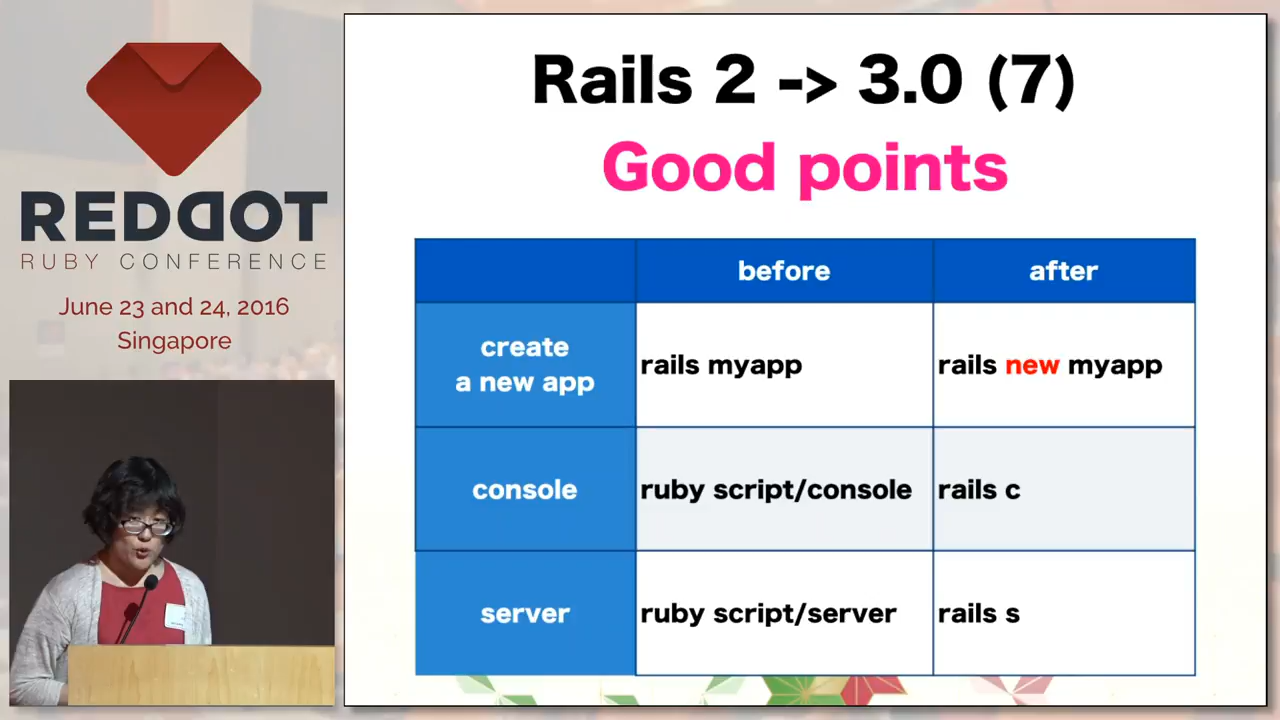 REDDOT
RUBY CONFERENCE
June 23 and 24, 2016
Singapore
Rails 2 -> 3.0 (7)
Good points
before
after
create
a new app
rails myapp
rails new myapp
console
ruby script/console
rails c
server
ruby script/server
rails s